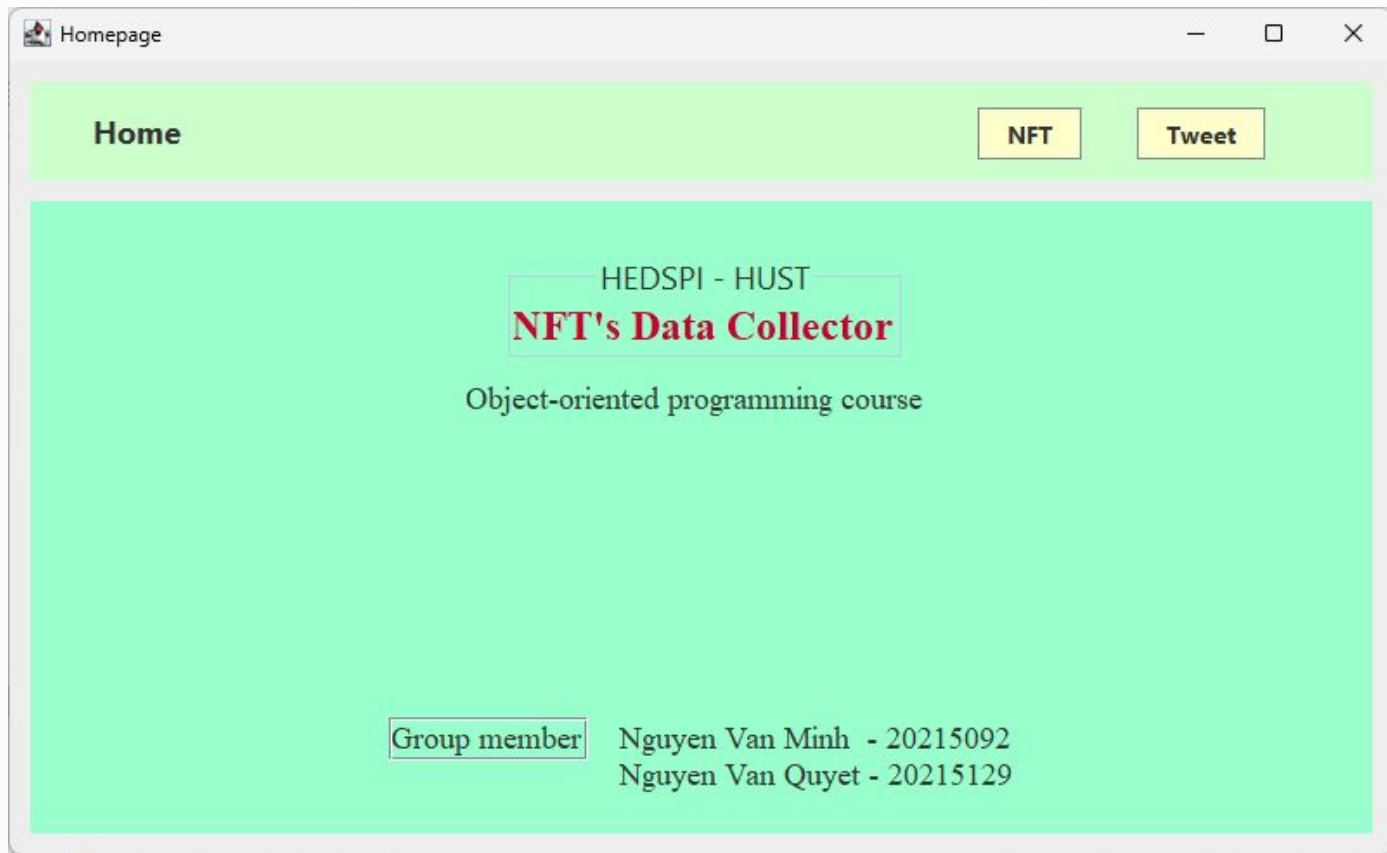 Homepage
Home NFT Tweet
HEDSPI - HUST
NFT's Data Collector
Object-oriented programming course
Group member Nguyen Van Minh - 20215092
Nguyen Van Quyet - 20215129